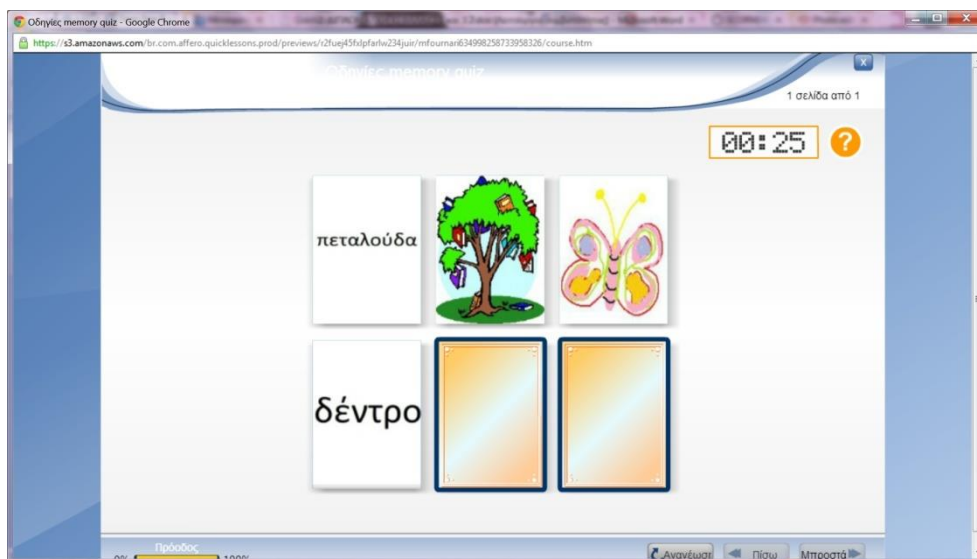 Οδηγίες memory quiz - Google Chrome
https://s3.amazonaws.com/br.com.affero.quicklessons.prod/previews/r2fuej45fxlpfarlw234juir/mfournari634998258733958326/course.htm
Οδηγίες memory quiz
X
1 σελίδα από 1
00:25 ?
πεταλούδα
δέντρο
Πρόοδος
0% 100%
Ανανέωση Πίσω Μπροστά